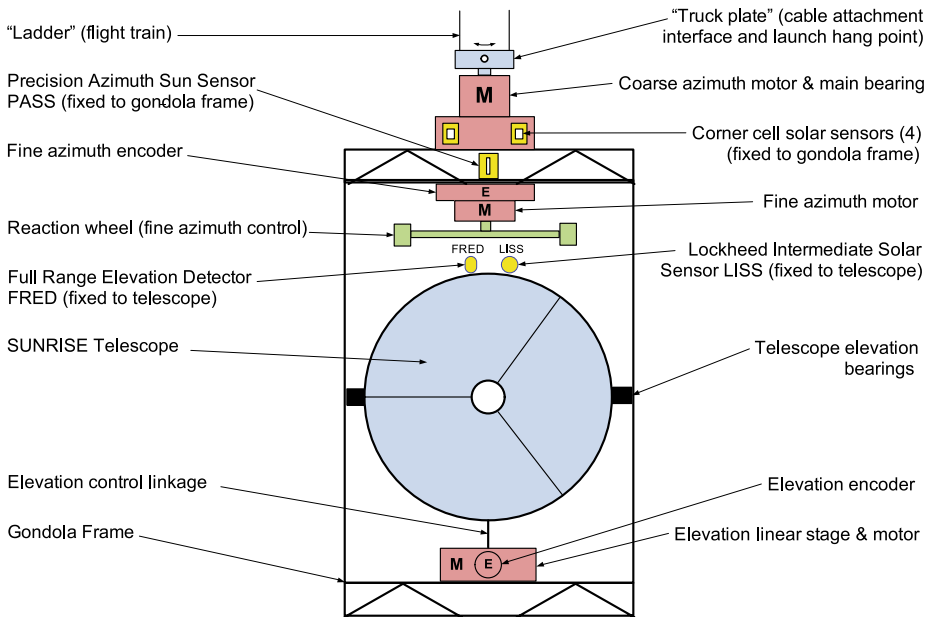 “Ladder” (flight train)
“Truck plate” (cable attachment
interface and launch hang point)
Precision Azimuth Sun Sensor
PASS (fixed to gondola frame)
M
Coarse azimuth motor & main bearing
Corner cell solar sensors (4)
(fixed to gondola frame)
Fine azimuth encoder
E
M
Fine azimuth motor
Reaction wheel (fine azimuth control)
FRED LISS
Lockheed Intermediate Solar
Sensor LISS (fixed to telescope)
Full Range Elevation Detector
FRED (fixed to telescope)
SUNRISE Telescope
Telescope elevation
bearings
Elevation control linkage
Elevation encoder
Gondola Frame
Elevation linear stage & motor
M E